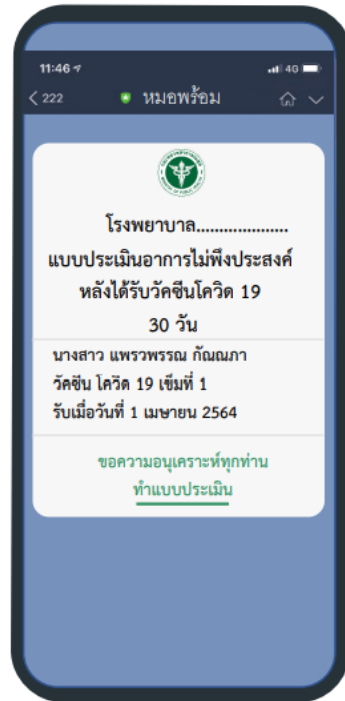 11:46
4G
222
หมอพร้อม
โรงพยาบาล....................
แบบประเมินอาการไม่พึงประสงค์
หลังได้รับวัคซีนโควิด 19
30 วัน
นางสาว แพรวพรรณ กัณณภา
วัคซีน โควิด 19 เข็มที่ 1
รับเมื่อวันที่ 1 เมษายน 2564
ขอความอนุเคราะห์ทุกท่าน
ทำแบบประเมิน